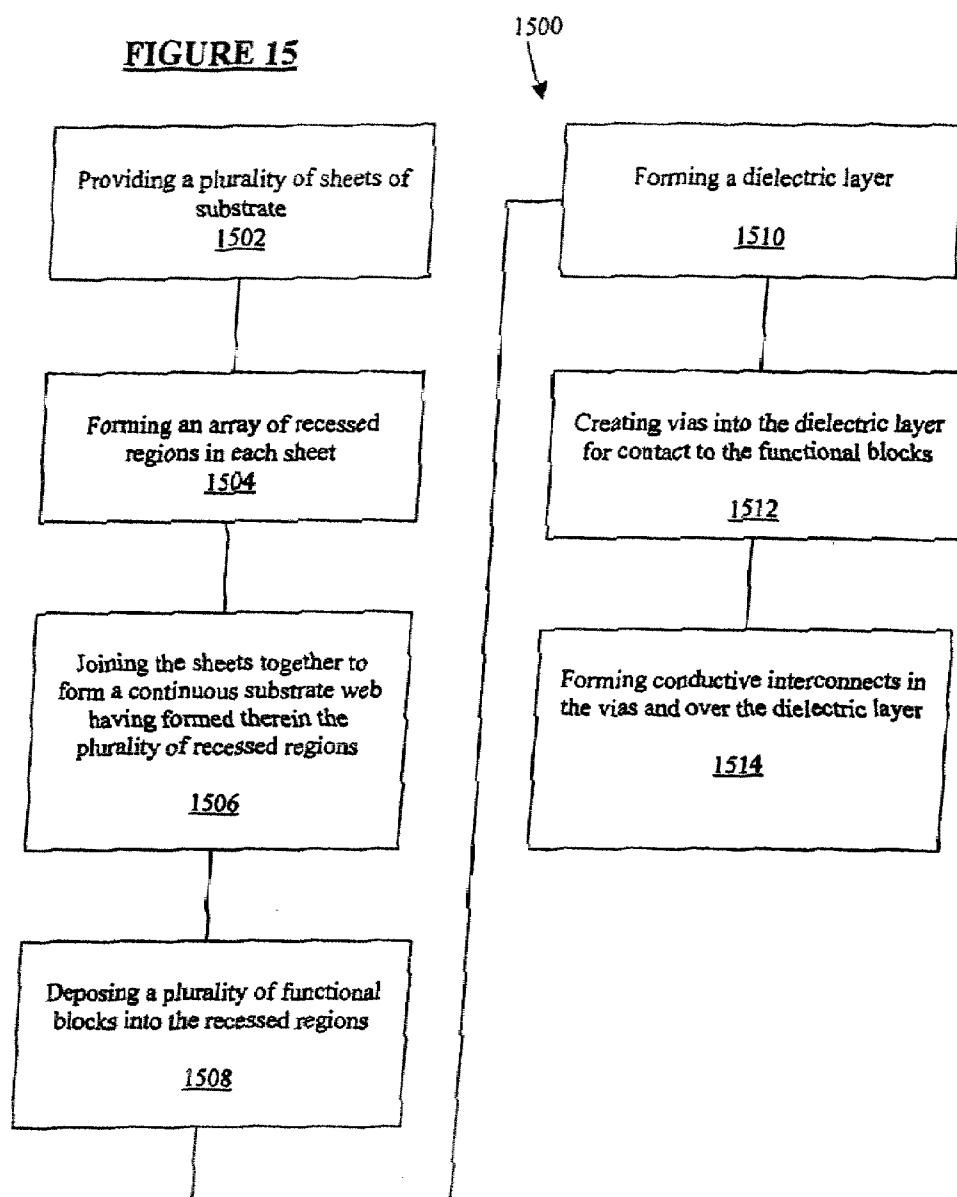 FIGURE 15
1500
Providing a plurality of sheets of
substrate
1502
Forming an array of recessed
regions in each sheet
1504
Joining the sheets together to
form a continuous substrate web
having formed therein the
plurality of recessed regions
1506
Deposing a plurality of functional
blocks into the recessed regions
1508
Forming a dielectric layer
1510
Creating vias into the dielectric layer
for contact to the functional blocks
1512
Forming conductive interconnects in
the vias and over the dielectric layer
1514